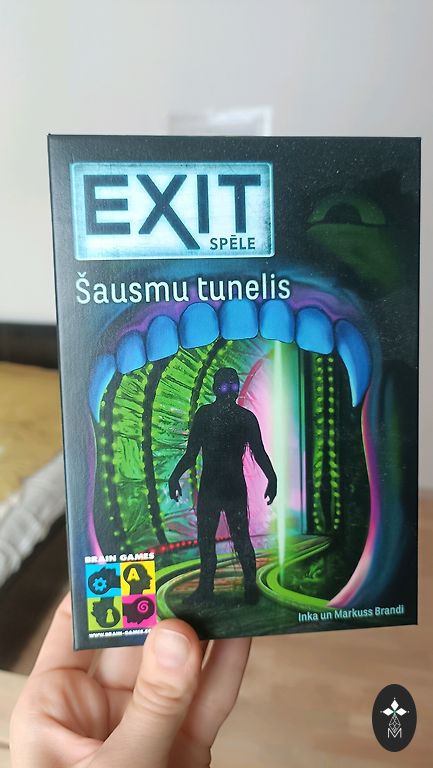 EXIT
SPĒLE
Šausmu tunelis
BRAIN GAMES
A
Inka un Markuss Brandi